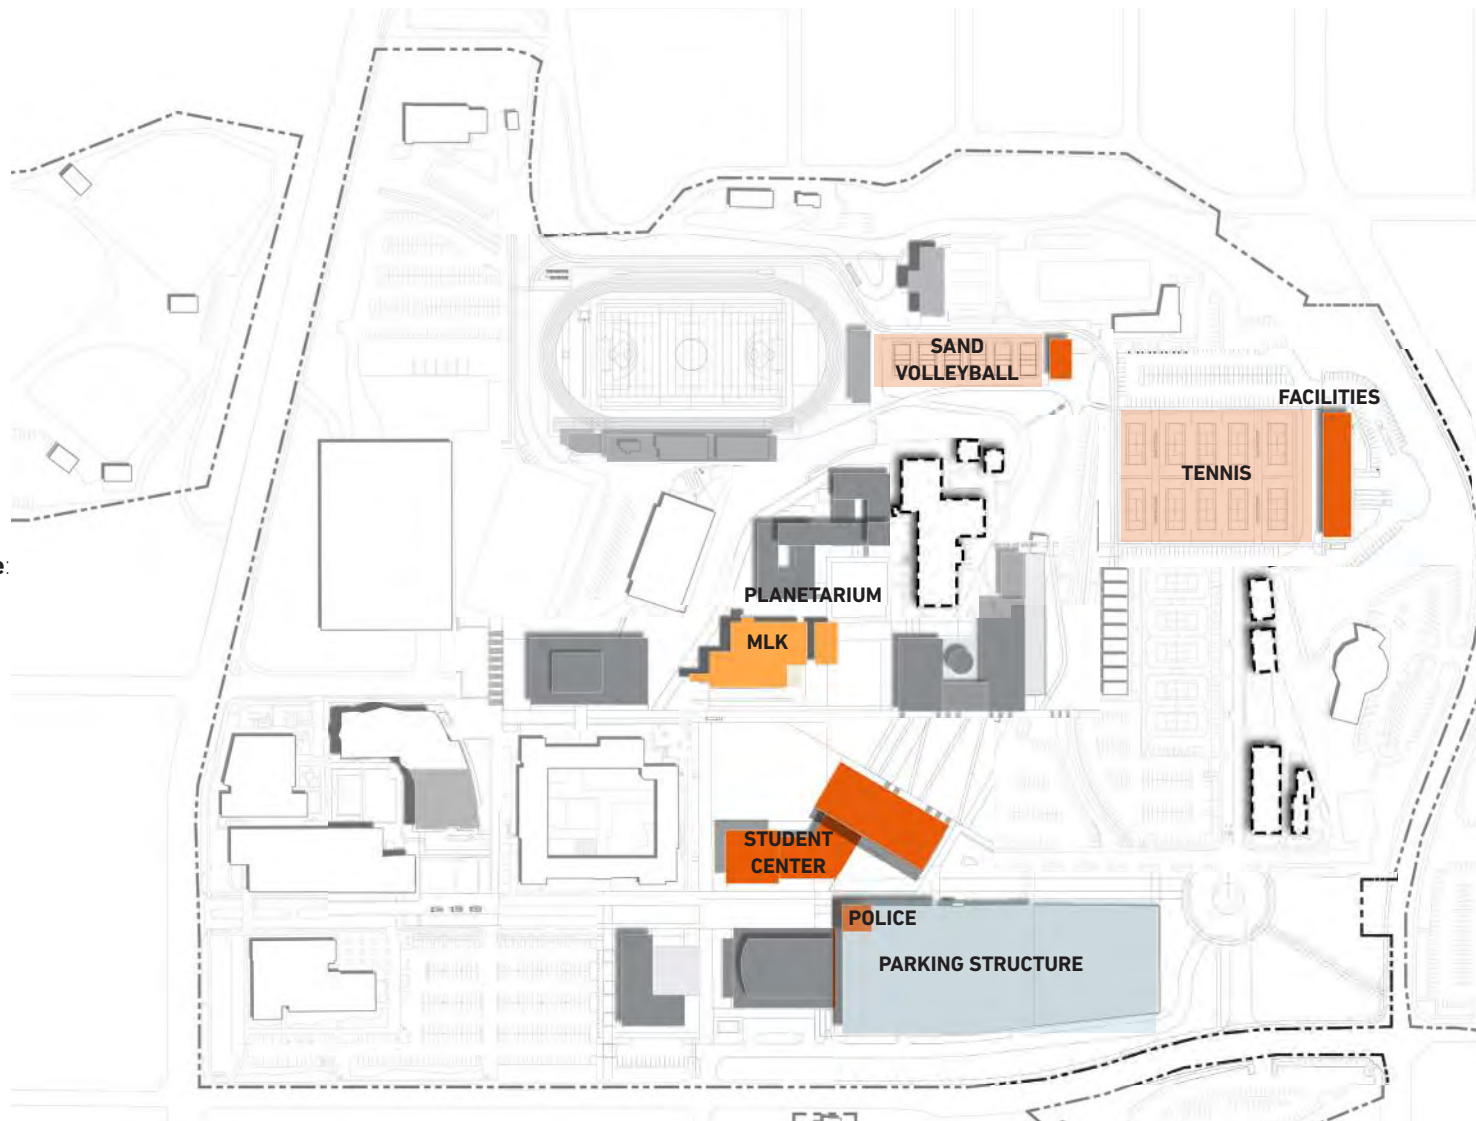 SAND
VOLLEYBALL
FACILITIES
TENNIS
e:
PLANETARIUM
MLK
STUDENT
CENTER
POLICE
PARKING STRUCTURE